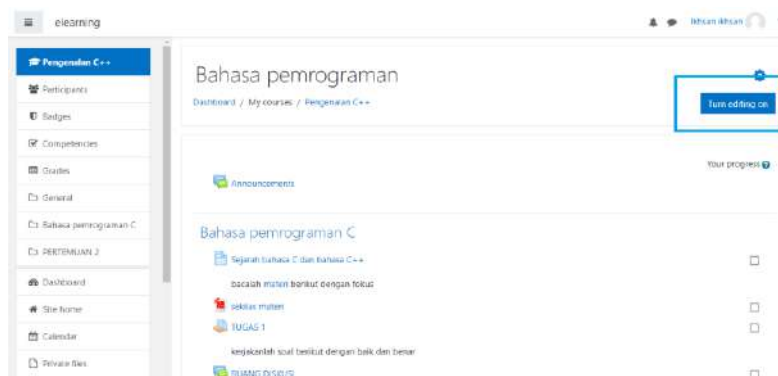 elearning
Ikhsan ikhsan
Pengenalan C++
Participants
Badges
Competencies
Grades
General
Bahasa pemrograman C
PERTEMUAN 2
Dashboard
Site home
Calendar
Private files
Bahasa pemrograman
Dashboard / My courses / Pengenalan C++
Turn editing on
Your progress
Announcements
Bahasa pemrograman C
Sejarah bahasa C dan bahasa C++
bacalah materi berikut dengan fokus
sekilas materi
TUGAS 1
kerjakanlah soal berikut dengan baik dan benar
RUANG DISKUSI